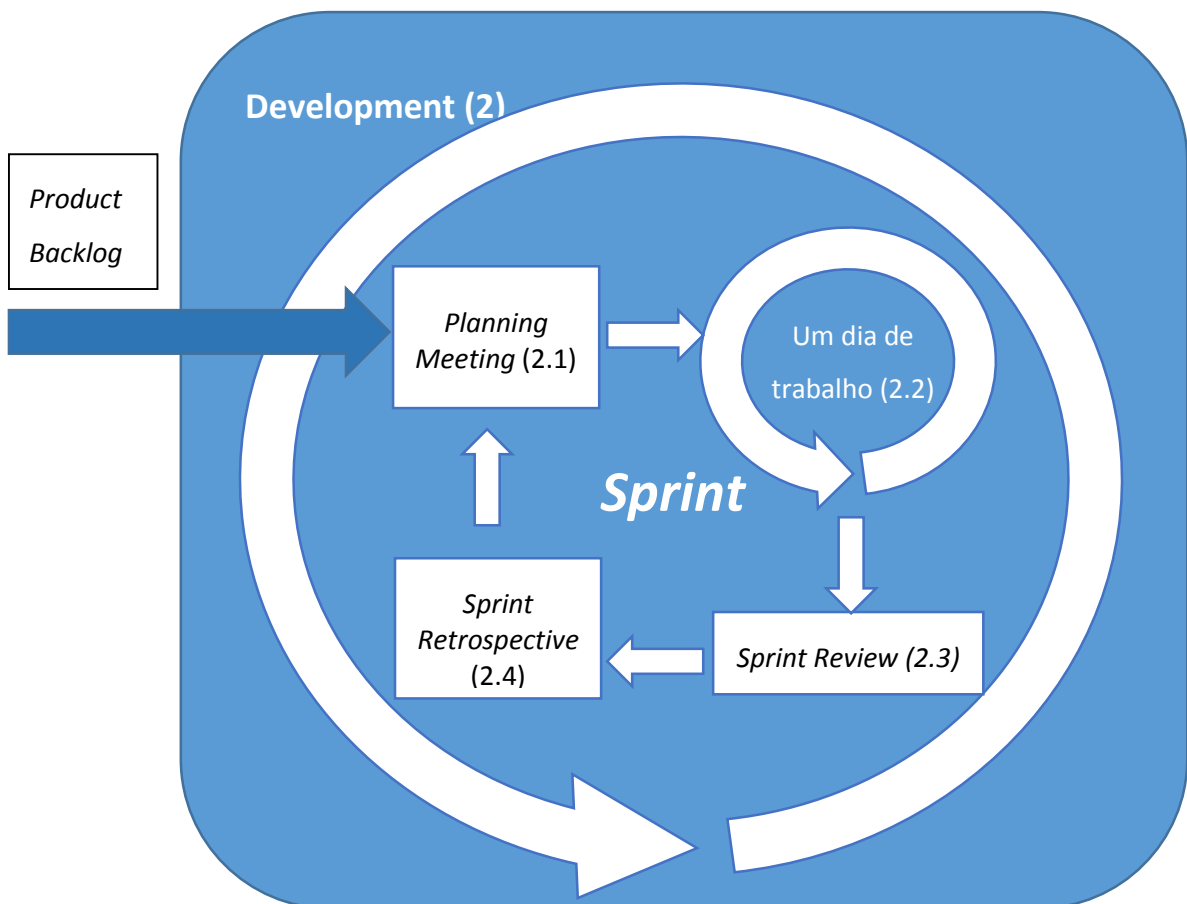 Development (2)
Product
Backlog
Planning
Meeting (2.1)
Um dia de
trabalho (2.2)
Sprint
Sprint
Retrospective
(2.4)
Sprint Review (2.3)